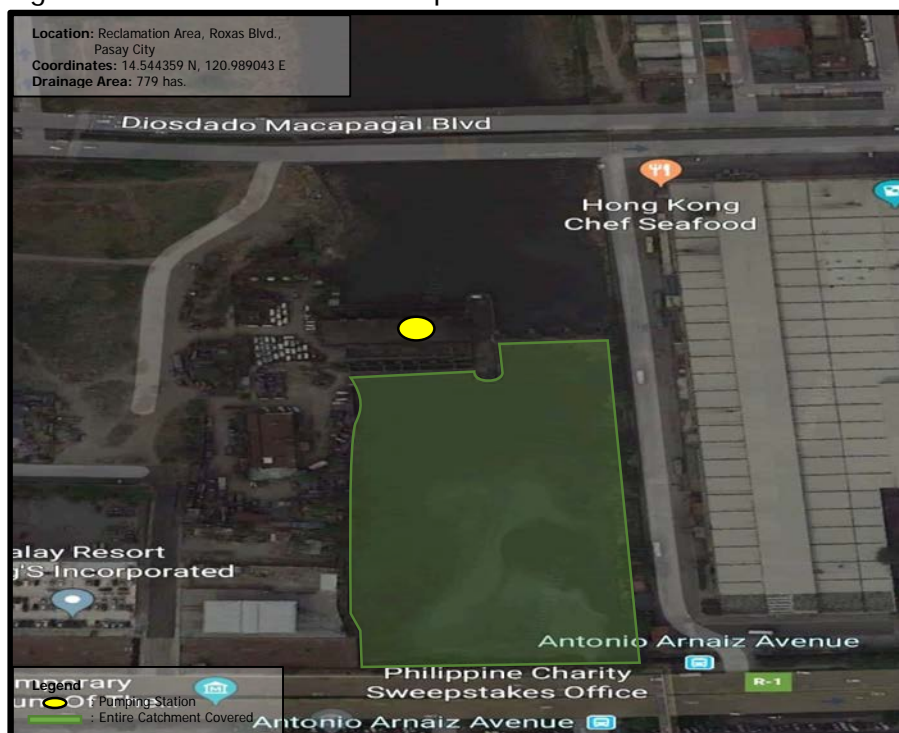 Location: Reclamation Area, Roxas Blvd.,
Pasay City
Coordinates: 14.544359 N, 120.989043 E
Drainage Area: 779 has.
Diosdado Macapagal Blvd
Hong Kong
Chef Seafood
alay Resort
g'S Incorporated
Antonio Arnaiz Avenue
Philippine Charity
Sweepstakes Office
R-1
Legend
: Pumping Station
: Entire Catchment Covered
Antonio Arnaiz Avenue